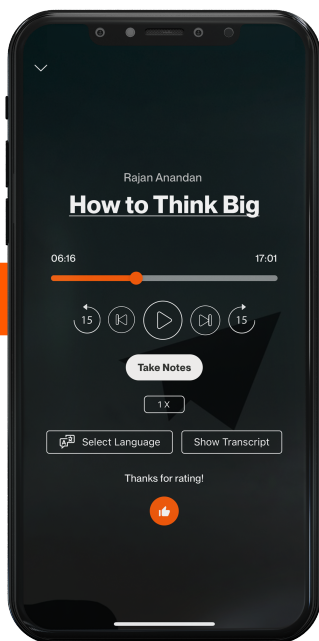 Rajan Anandan
How to Think Big
06:16 17:01
15 15
Take Notes
1 X
Select Language Show Transcript
Thanks for rating!